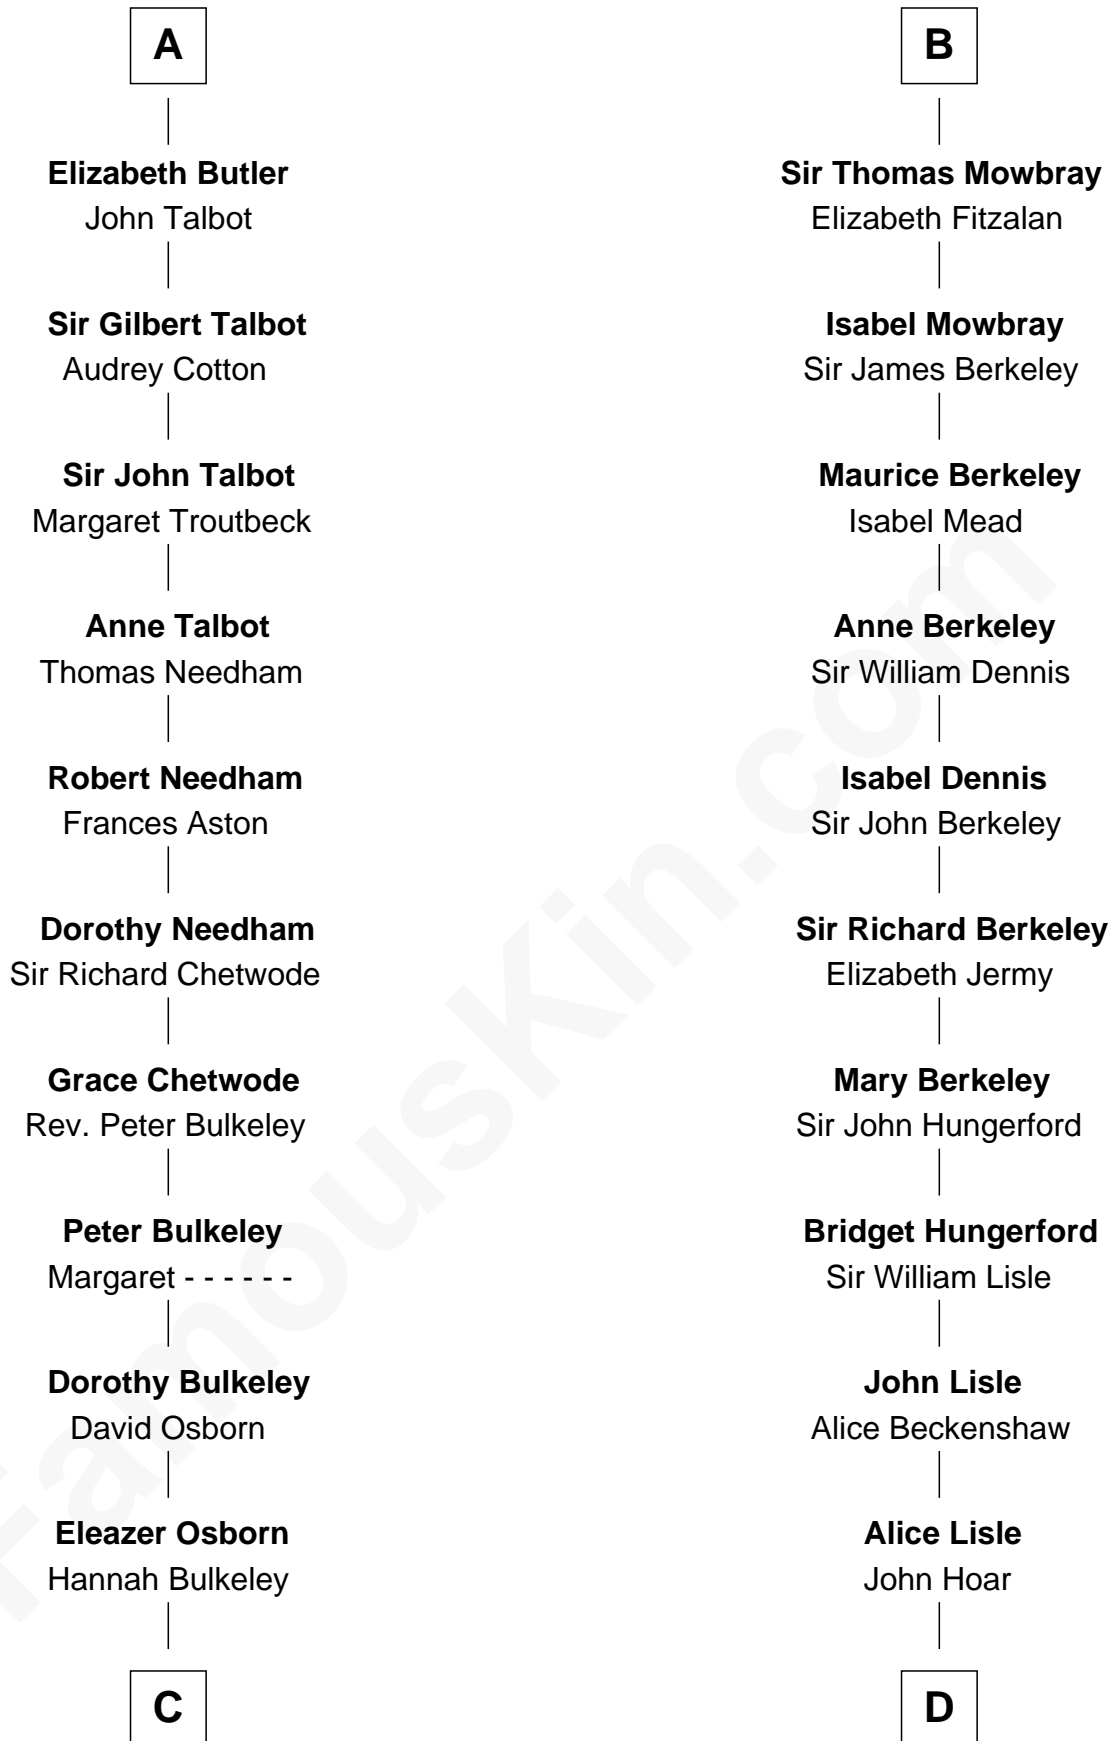 A
Elizabeth Butler
John Talbot
Sir Gilbert Talbot
Audrey Cotton
Sir John Talbot
Margaret Troutbeck
Anne Talbot
Thomas Needham
Robert Needham
Frances Aston
Dorothy Needham
Sir Richard Chetwode
Grace Chetwode
Rev. Peter Bulkeley
Peter Bulkeley
Margaret - - - - - -
Dorothy Bulkeley
David Osborn
Eleazer Osborn
Hannah Bulkeley
C
B
Sir Thomas Mowbray
Elizabeth Fitzalan
Isabel Mowbray
Sir James Berkeley
Maurice Berkeley
Isabel Mead
Anne Berkeley
Sir William Dennis
Isabel Dennis
Sir John Berkeley
Sir Richard Berkeley
Elizabeth Jermy
Mary Berkeley
Sir John Hungerford
Bridget Hungerford
Sir William Lisle
John Lisle
Alice Beckenshaw
Alice Lisle
John Hoar
D
FamousKin.com